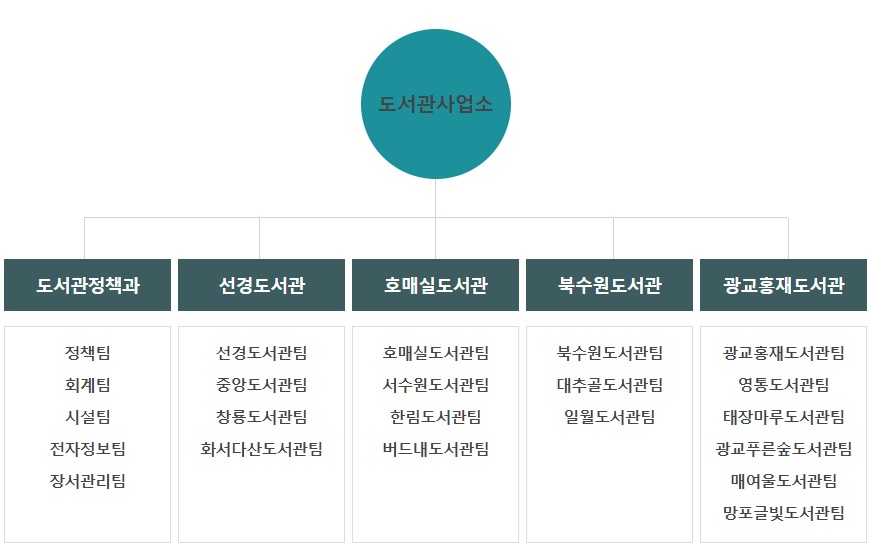 도서관사업소
도서관정책과
정책팀
회계팀
시설팀
전자정보팀
장서관리팀
선경도서관
선경도서관팀
중앙도서관팀
창룡도서관팀
화서다산도서관팀
호매실도서관
호매실도서관팀
서수원도서관팀
한림도서관팀
버드내도서관팀
북수원도서관
북수원도서관팀
대추골도서관팀
일월도서관팀
광교홍재도서관
광교홍재도서관팀
영통도서관팀
태장마루도서관팀
광교푸른숲도서관팀
매여울도서관팀
망포글빛도서관팀